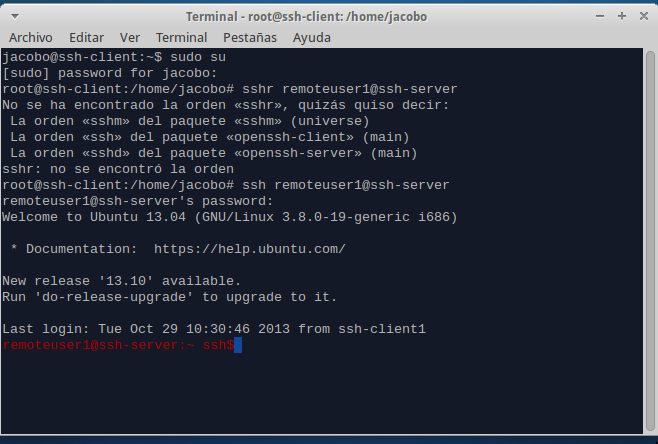 Terminal - root@ssh-client: /home/jacobo
Archivo Editar Ver Terminal Pestañas Ayuda
jacobo@ssh-client:~$ sudo su
[sudo] password for jacobo:
root@ssh-client:/home/jacobo# sshr remoteuser1@ssh-server
No se ha encontrado la orden «sshr», quizás quiso decir:
 La orden «sshm» del paquete «sshm» (universe)
 La orden «ssh» del paquete «openssh-client» (main)
 La orden «sshd» del paquete «openssh-server» (main)
sshr: no se encontró la orden
root@ssh-client:/home/jacobo# ssh remoteuser1@ssh-server
remoteuser1@ssh-server's password:
Welcome to Ubuntu 13.04 (GNU/Linux 3.8.0-19-generic i686)
 * Documentation:  https://help.ubuntu.com/
New release '13.10' available.
Run 'do-release-upgrade' to upgrade to it.
Last login: Tue Oct 29 10:30:46 2013 from ssh-client1
remoteuser1@ssh-server:~ ssh$